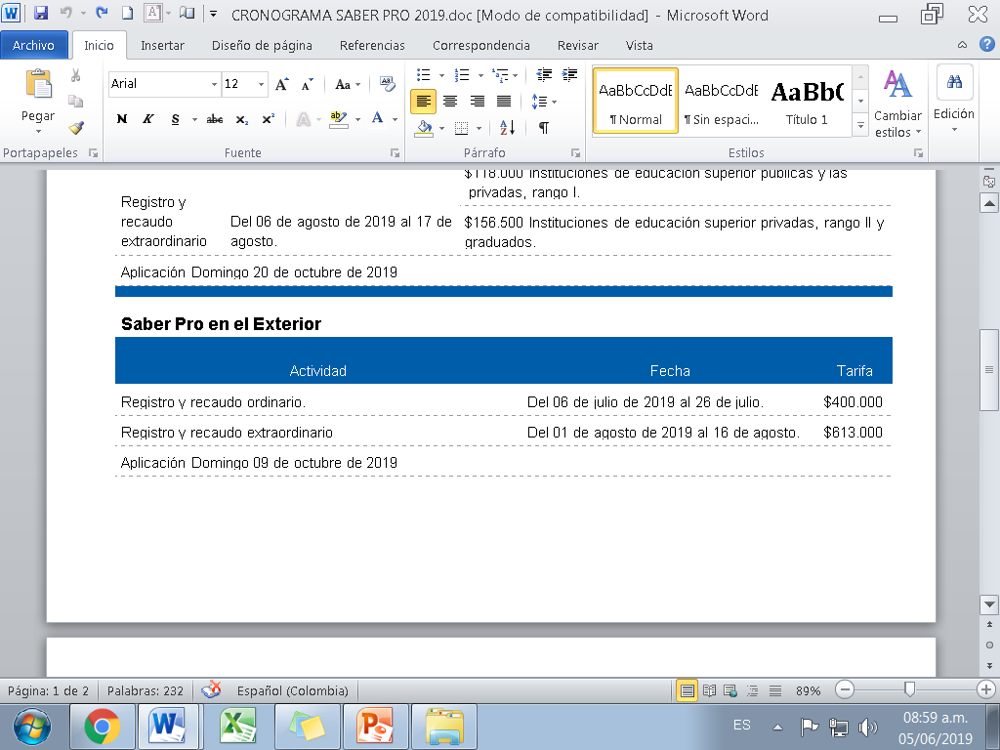 CRONOGRAMA SABER PRO 2019.doc [Modo de compatibilidad] - Microsoft Word
Archivo Inicio Insertar Diseño de página Referencias Correspondencia Revisar Vista
Arial 12 Aa
AaBbCcDdE AaBbCcDdE AaBbC
Pegar
N K S abc x₂ x² A ab A
¶ Normal ¶ Sin espaci... Título 1
Cambiar estilos
Edición
Portapapeles Fuente Párrafo Estilos
$118.000 Instituciones de educación superior públicas y las
privadas, rango I.
Registro y
recaudo
extraordinario
Del 06 de agosto de 2019 al 17 de
agosto.
$156.500 Instituciones de educación superior privadas, rango II y
graduados.
Aplicación Domingo 20 de octubre de 2019
Saber Pro en el Exterior
Actividad Fecha Tarifa
Registro y recaudo ordinario. Del 06 de julio de 2019 al 26 de julio. $400.000
Registro y recaudo extraordinario Del 01 de agosto de 2019 al 16 de agosto. $613.000
Aplicación Domingo 09 de octubre de 2019
Página: 1 de 2 Palabras: 232 Español (Colombia) 89%
ES 08:59 a.m.
05/06/2019